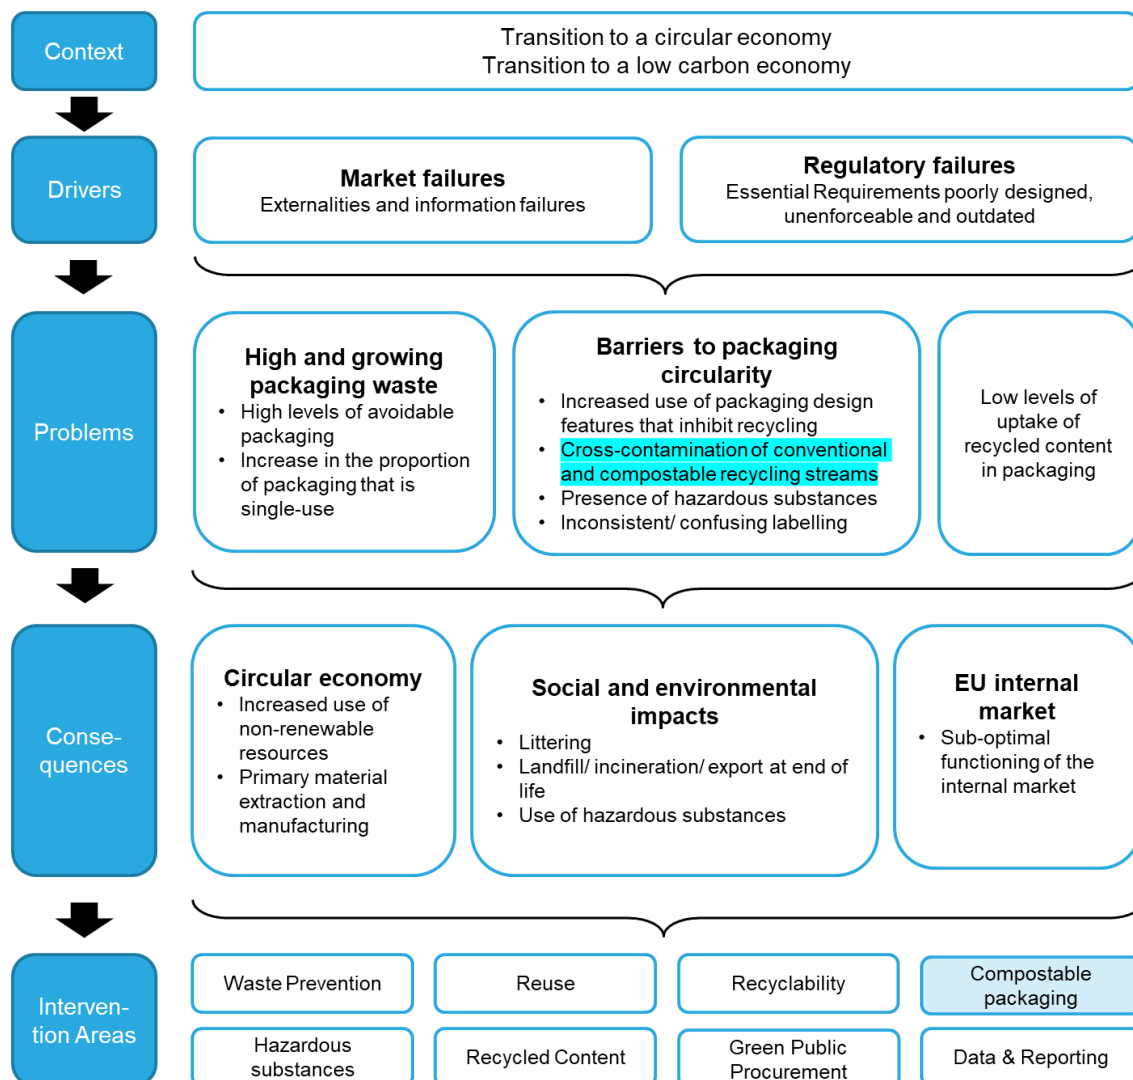 Context
Transition to a circular economy
Transition to a low carbon economy
Drivers
Market failures
Externalities and information failures
Regulatory failures
Essential Requirements poorly designed,
unenforceable and outdated
Problems
High and growing
packaging waste
• High levels of avoidable
packaging
• Increase in the proportion
of packaging that is
single-use
Barriers to packaging
circularity
• Increased use of packaging design
features that inhibit recycling
• Cross-contamination of conventional
and compostable recycling streams
• Presence of hazardous substances
• Inconsistent/ confusing labelling
Low levels of
uptake of
recycled content
in packaging
Conse-
quences
Circular economy
• Increased use of
non-renewable
resources
• Primary material
extraction and
manufacturing
Social and environmental
impacts
• Littering
• Landfill/ incineration/ export at end of
life
• Use of hazardous substances
EU internal
market
• Sub-optimal
functioning of the
internal market
Interven-
tion Areas
Waste Prevention
Reuse
Recyclability
Compostable
packaging
Hazardous
substances
Recycled Content
Green Public
Procurement
Data & Reporting